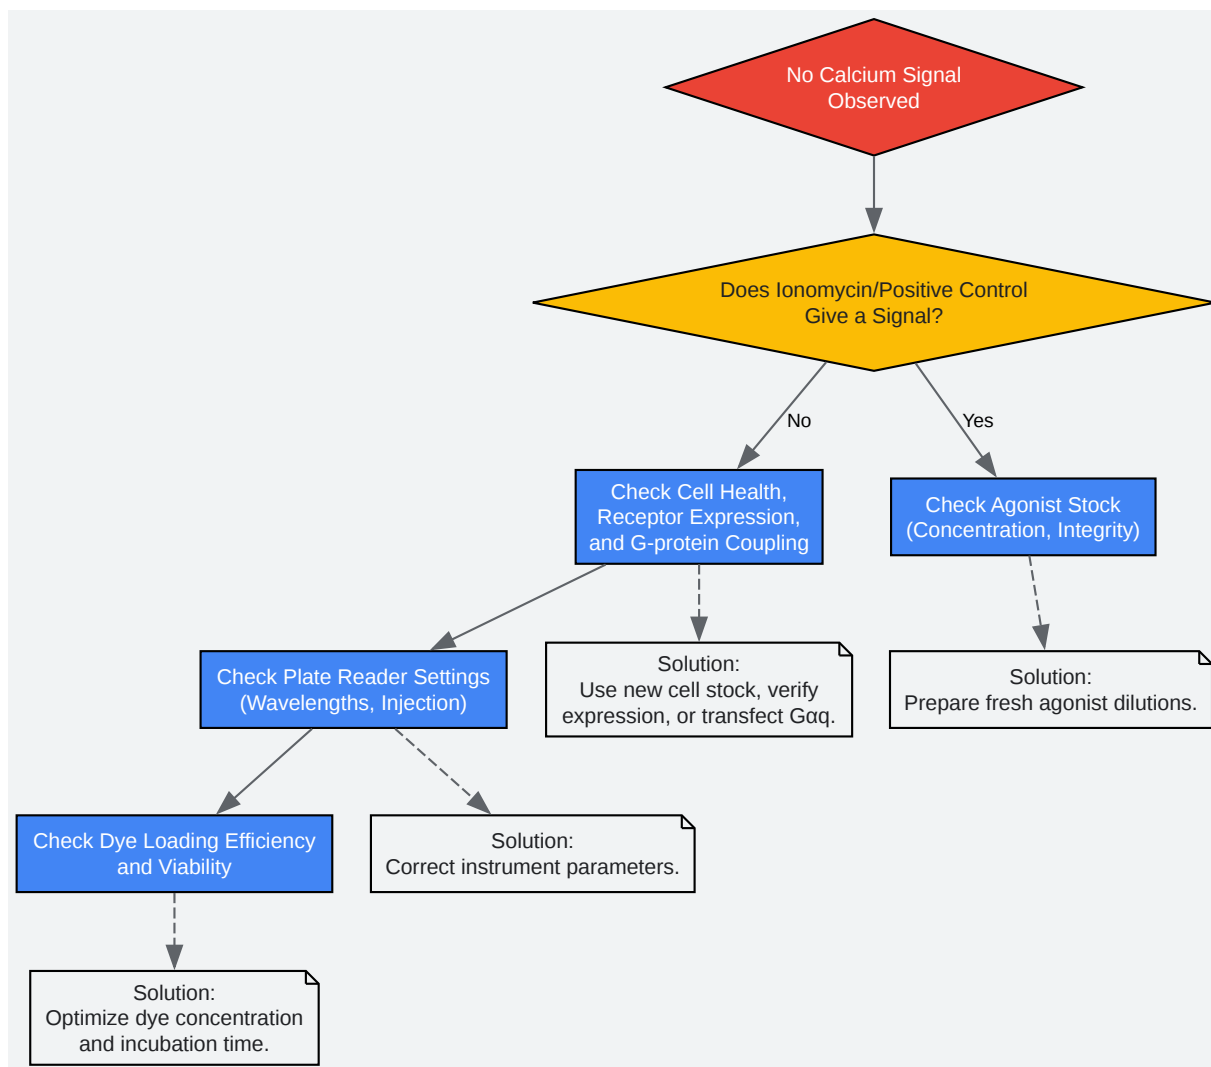 No Calcium Signal
Observed
Does Ionomycin/Positive Control
Give a Signal?
No
Yes
Check Cell Health,
Receptor Expression,
and G-protein Coupling
Check Agonist Stock
(Concentration, Integrity)
Check Plate Reader Settings
(Wavelengths, Injection)
Solution:
Use new cell stock, verify
expression, or transfect Gαq.
Solution:
Prepare fresh agonist dilutions.
Check Dye Loading Efficiency
and Viability
Solution:
Correct instrument parameters.
Solution:
Optimize dye concentration
and incubation time.